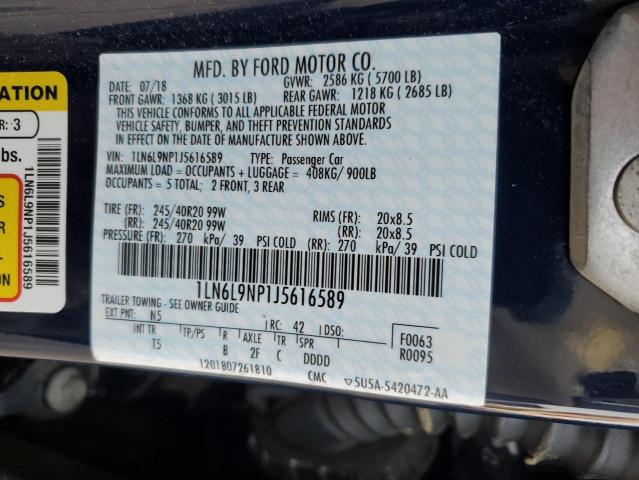 ATION
R: 3
lbs.
S
R
ER
S
ION
1LN6L9NP1J5616589
MFD. BY FORD MOTOR CO.
DATE: 07/18 GVWR: 2586 KG ( 5700 LB)
FRONT GAWR: 1368 KG ( 3015 LB) REAR GAWR: 1218 KG ( 2685 LB)
THIS VEHICLE CONFORMS TO ALL APPLICABLE FEDERAL MOTOR
VEHICLE SAFETY, BUMPER, AND THEFT PREVENTION STANDARDS
IN EFFECT ON THE DATE OF MANUFACTURE SHOWN ABOVE.
VIN: 1LN6L9NP1J5616589 TYPE: Passenger Car
MAXIMUM LOAD = OCCUPANTS + LUGGAGE = 408KG/ 900LB
OCCUPANTS = 5 TOTAL; 2 FRONT, 3 REAR
TIRE (FR): 245/40R20 99W RIMS (FR): 20x8.5
(RR): 245/40R20 99W (RR): 20x8.5
PRESSURE (FR): 270 kPa/ 39 PSI COLD (RR): 270 kPa/ 39 PSI COLD
1LN6L9NP1J5616589
TRAILER TOWING - SEE OWNER GUIDE
EXT PNT: N5 RC: 42 DSO: F0063
INT TR TP/PS R AXLE TR SPR R0095
T5 B 2F C DDDD
1201807261810 CMC 5U5A-5420472-AA